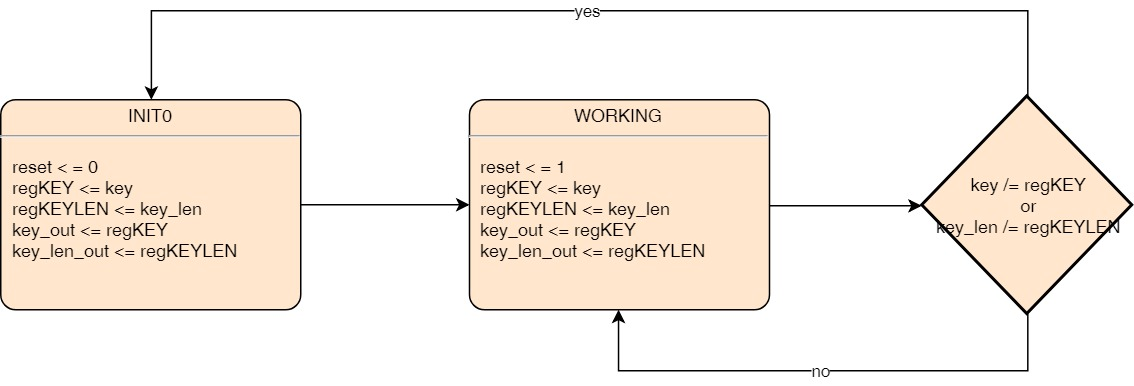 yes
INIT0
reset < = 0
regKEY <= key
regKEYLEN <= key_len
key_out <= regKEY
key_len_out <= regKEYLEN
WORKING
reset < = 1
regKEY <= key
regKEYLEN <= key_len
key_out <= regKEY
key_len_out <= regKEYLEN
key /= regKEY
or
key_len /= regKEYLEN
no